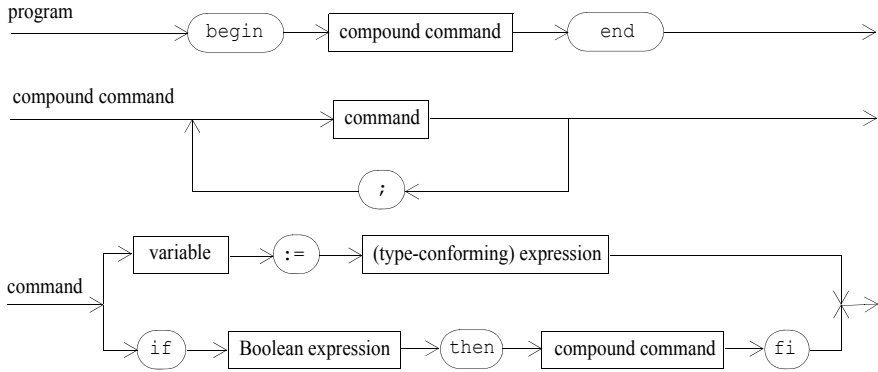 program
begin compound command end
compound command
command
;
variable := (type-conforming) expression
command
if Boolean expression then compound command fi